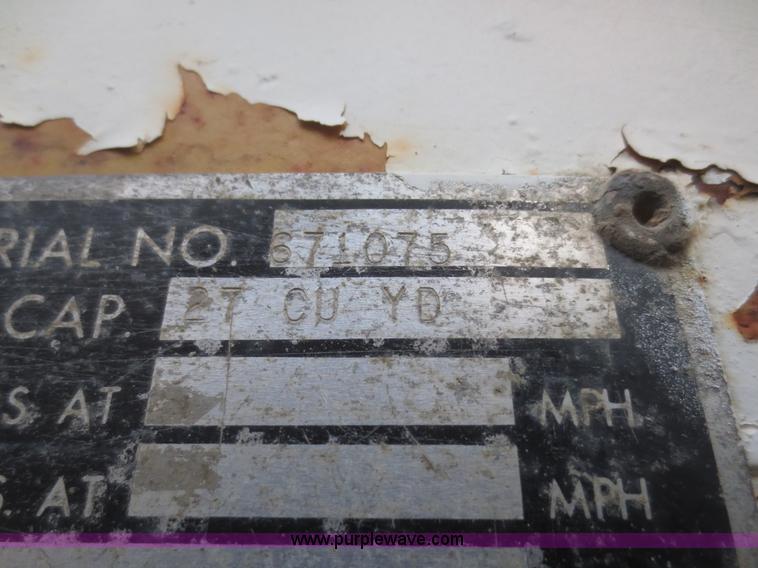 RIAL NO. 671075
CAP. 27 CU YD
S. AT MPH
S. AT MPH
www.purplewave.com